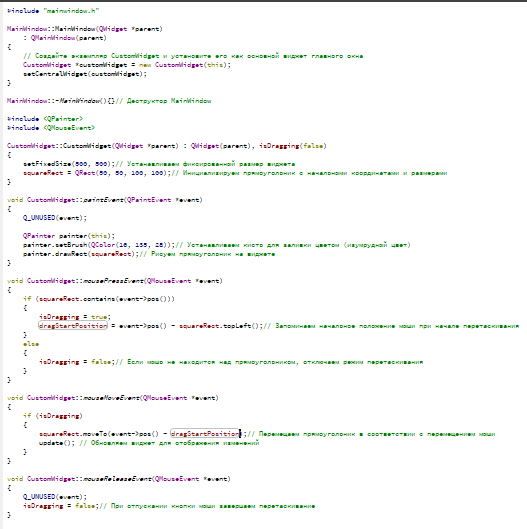 #include "mainwindow.h"
MainWindow::MainWindow(QWidget *parent)
: QMainWindow(parent)
{
// Создайте экземпляр CustomWidget и установите его как основной виджет главного окна
CustomWidget *customWidget = new CustomWidget(this);
setCentralWidget(customWidget);
}
MainWindow::~MainWindow(){}// Деструктор MainWindow
#include <QPainter>
#include <QMouseEvent>
CustomWidget::CustomWidget(QWidget *parent) : QWidget(parent), isDragging(false)
{
setFixedSize(500, 500);// Устанавливаем фиксированный размер виджета
squareRect = QRect(50, 50, 100, 100);// Инициализируем прямоугольник с начальными координатами и размерами
}
void CustomWidget::paintEvent(QPaintEvent *event)
{
Q_UNUSED(event);
QPainter painter(this);
painter.setBrush(QColor( ));// Устанавливаем кисть для заливки цветом (изумрудной цвет)
painter.drawRect(squareRect);// Рисуем прямоугольник на виджете
}
void CustomWidget::mousePressEvent(QMouseEvent *event)
{
if (squareRect.contains(event->pos()))
{
isDragging = true;
dragStartPosition = event->pos() - squareRect.topLeft();// Запоминаем начальное положение мыши при начале перетаскивания
}
else
{
isDragging = false;// Если мышь не находится над прямоугольником, отключаем режим перетаскивания
}
}
void CustomWidget::mouseMoveEvent(QMouseEvent *event)
{
if (isDragging)
{
squareRect.moveTo(event->pos() - dragStartPosition);// Перемещаем прямоугольник в соответствии с перемещением мыши
update(); // Обновляем виджет для отображения изменений
}
}
void CustomWidget::mouseReleaseEvent(QMouseEvent *event)
{
Q_UNUSED(event);
isDragging = false;// При отпускании кнопки мыши завершаем перетаскивание
}